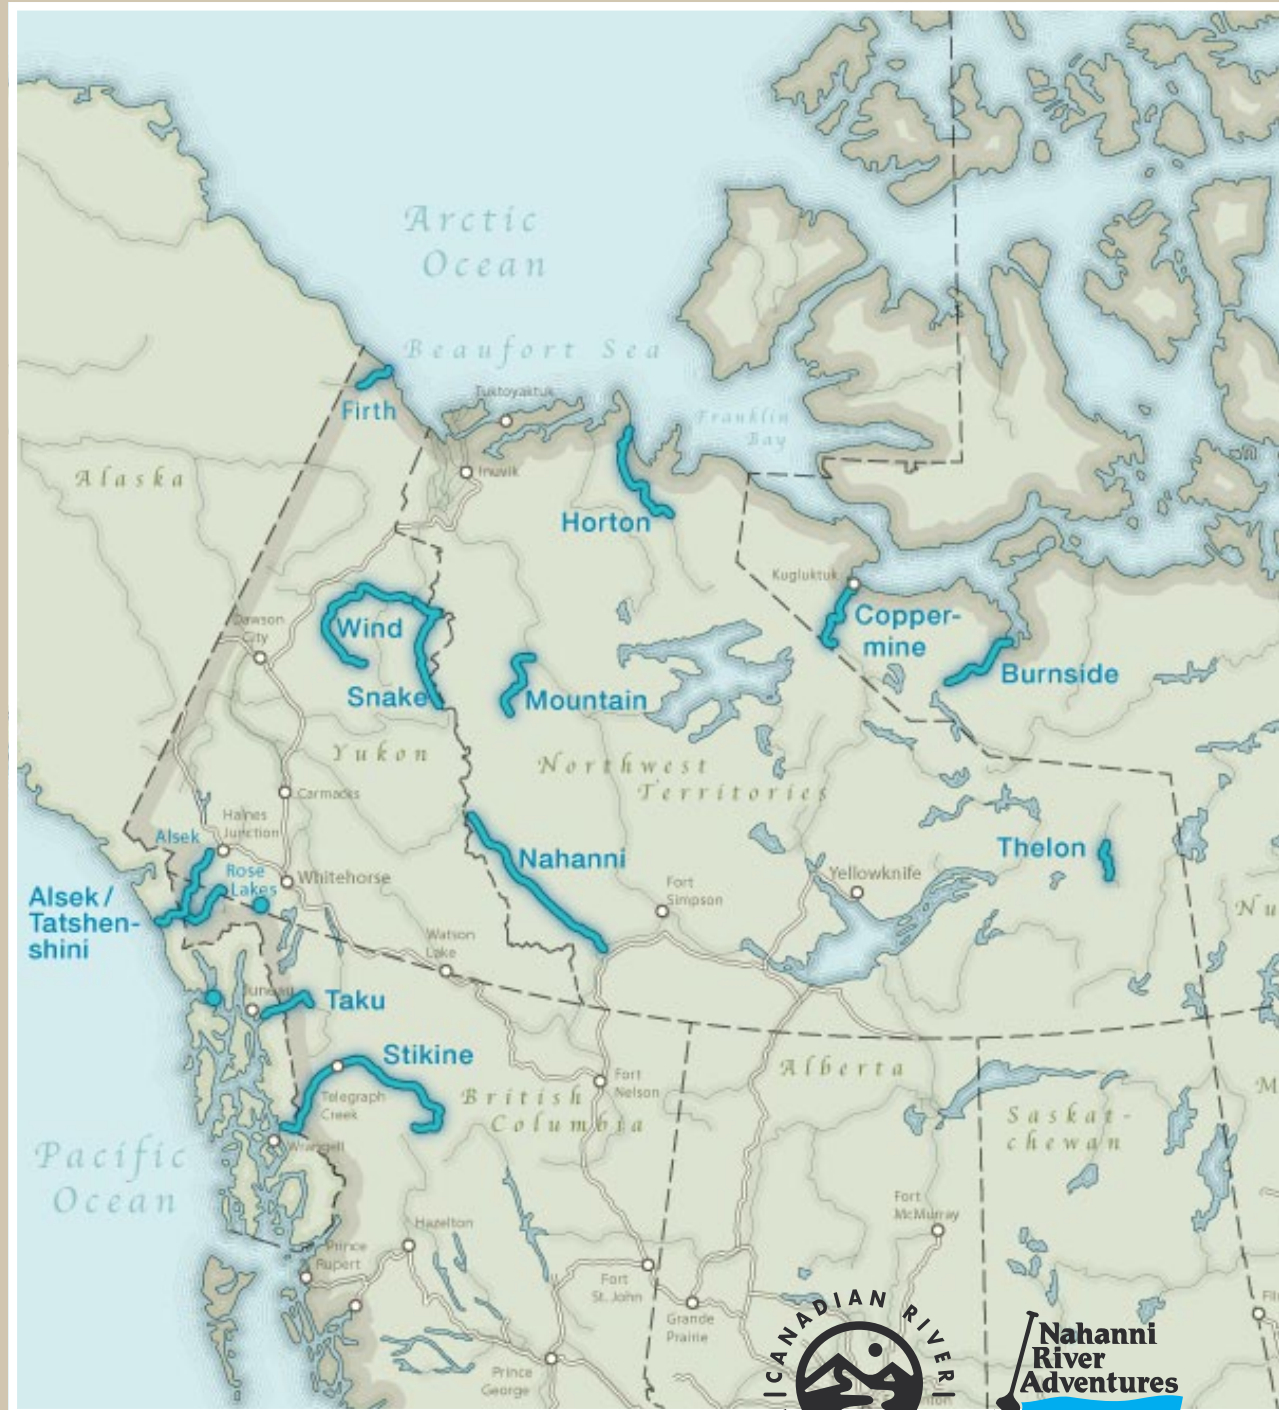 Arctic
Ocean
Beaufort Sea
Tuktoyaktuk
Firth
Franklin
Bay
Inuvik
Alaska
Horton
Kugluktuk
Copper-
mine
Dawson
City
Wind
Burnside
Snake
Mountain
Yukon
Northwest
Territories
Carmacks
Haines
Junction
Alsek
Nahanni
Thelon
Rose
Lakes
Whitehorse
Yellowknife
Fort
Simpson
Alsek /
Tatshen-
shini
Nu
Watson
Lake
Juneau
Taku
Stikine
Alberta
Fort
Nelson
British
Columbia
Telegraph
Creek
Saskat-
chewan
M
Wrangell
Pacific
Ocean
Fort
McMurray
Hazelton
Prince
Rupert
Fort
St. John
Grande
Prairie
CANADIAN RIVER
Nahanni
River
Adventures
Prince
George